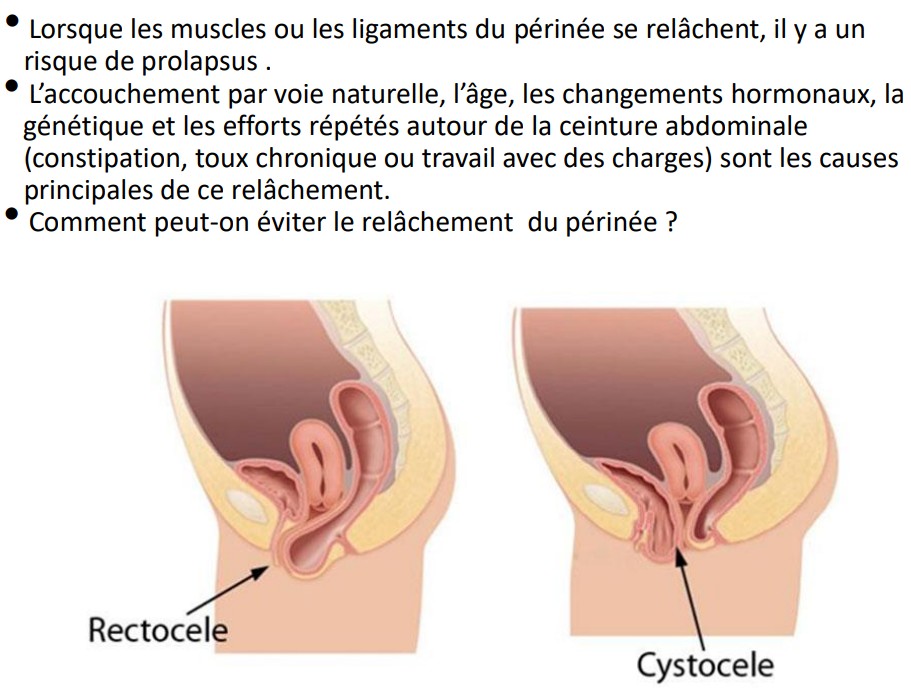 • Lorsque les muscles ou les ligaments du périnée se relâchent, il y a un
risque de prolapsus .
• L’accouchement par voie naturelle, l’âge, les changements hormonaux, la
génétique et les efforts répétés autour de la ceinture abdominale
(constipation, toux chronique ou travail avec des charges) sont les causes
principales de ce relâchement.
• Comment peut-on éviter le relâchement  du périnée ?
Rectocele
Cystocele